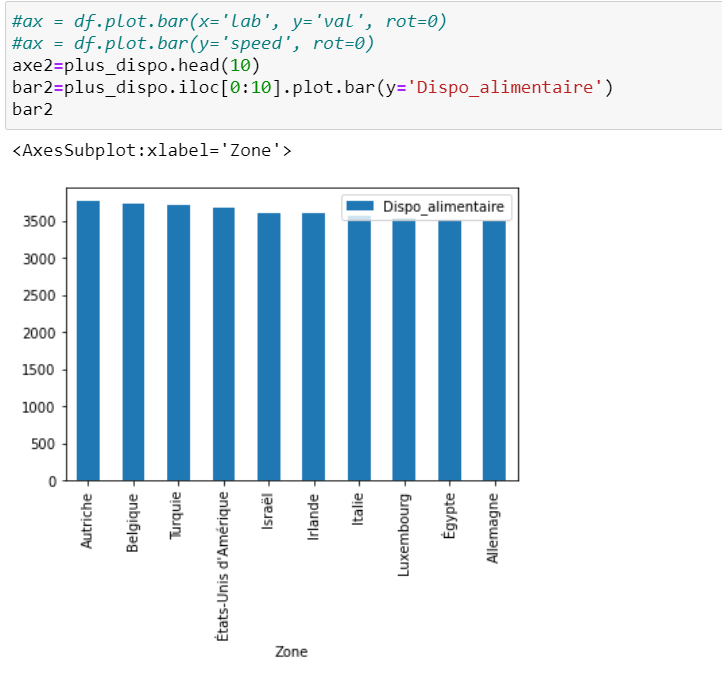 #ax = df.plot.bar(x='lab', y='val', rot=0)
#ax = df.plot.bar(y='speed', rot=0)
axe2=plus_dispo.head(10)
bar2=plus_dispo.iloc[0:10].plot.bar(y='Dispo_alimentaire')
bar2
<AxesSubplot:xlabel='Zone'>
Dispo_alimentaire
3500
3000
2500
2000
1500
1000
500
0
Autriche
Belgique
Turquie
États-Unis d'Amérique
Israël
Irlande
Italie
Luxembourg
Égypte
Allemagne
Zone